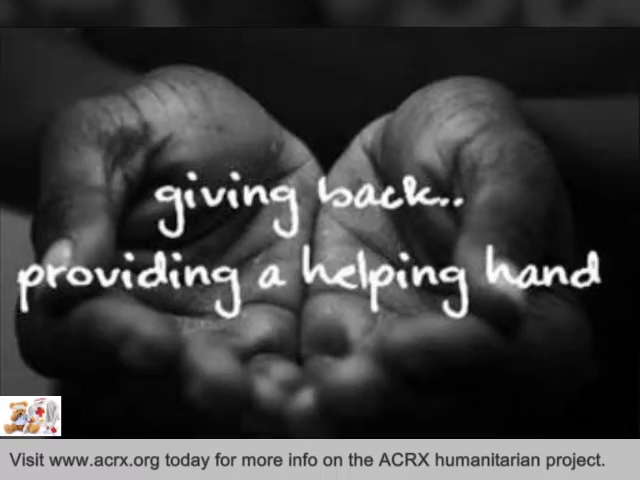 giving back..
providing a helping hand
Visit www.acrx.org today for more info on the ACRX humanitarian project.